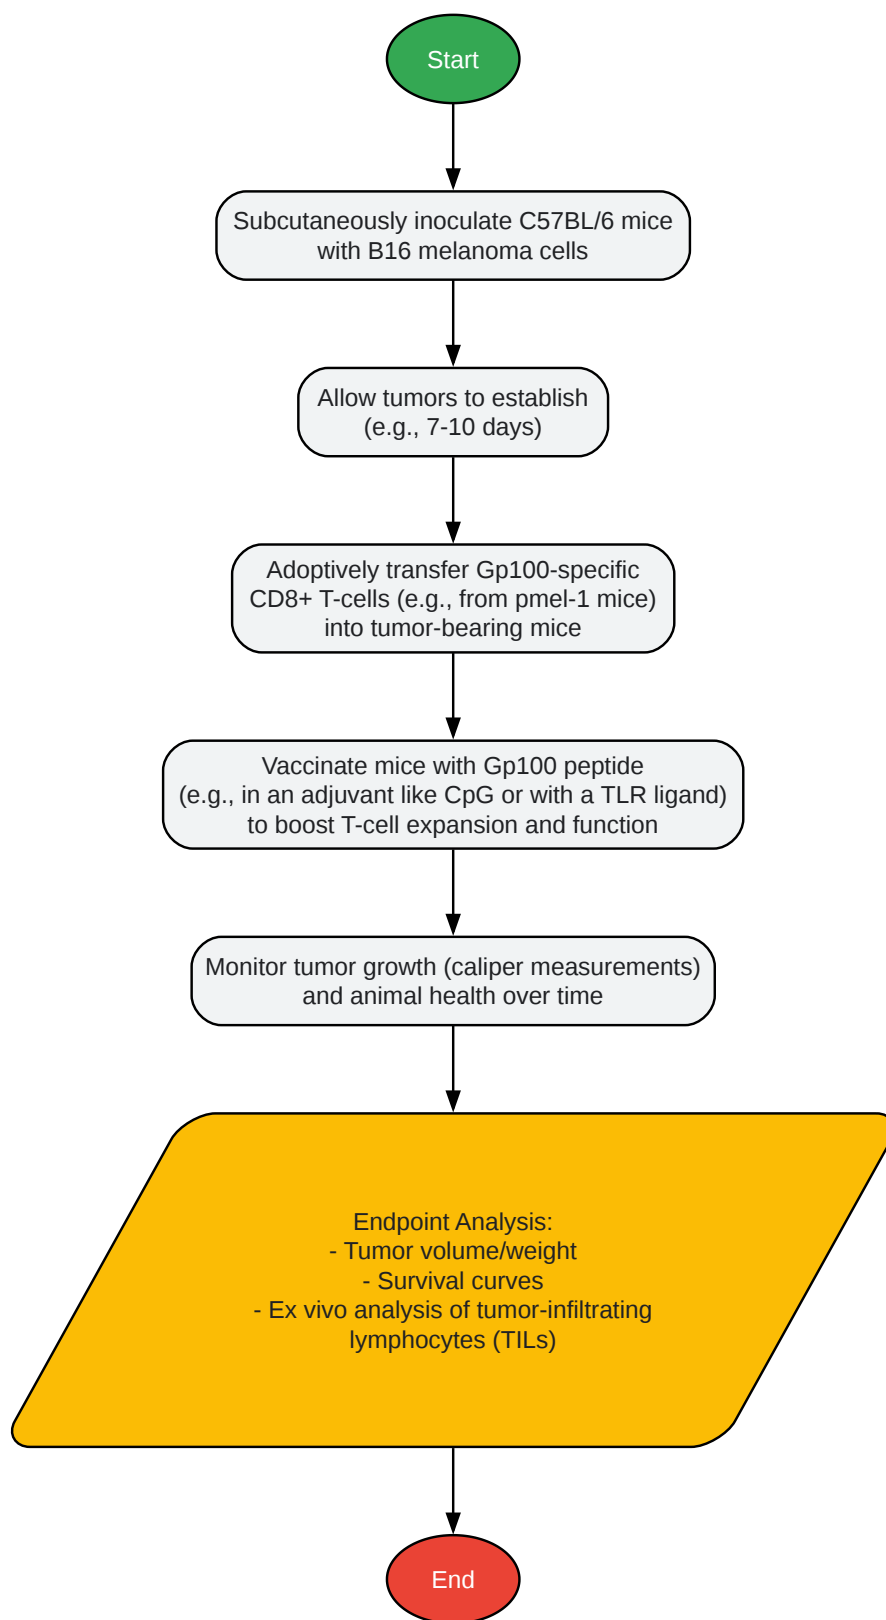 Start
Subcutaneously inoculate C57BL/6 mice
with B16 melanoma cells
Allow tumors to establish
(e.g., 7-10 days)
Adoptively transfer Gp100-specific
CD8+ T-cells (e.g., from pmel-1 mice)
into tumor-bearing mice
Vaccinate mice with Gp100 peptide
(e.g., in an adjuvant like CpG or with a TLR ligand)
to boost T-cell expansion and function
Monitor tumor growth (caliper measurements)
and animal health over time
Endpoint Analysis:
- Tumor volume/weight
- Survival curves
- Ex vivo analysis of tumor-infiltrating
lymphocytes (TILs)
End